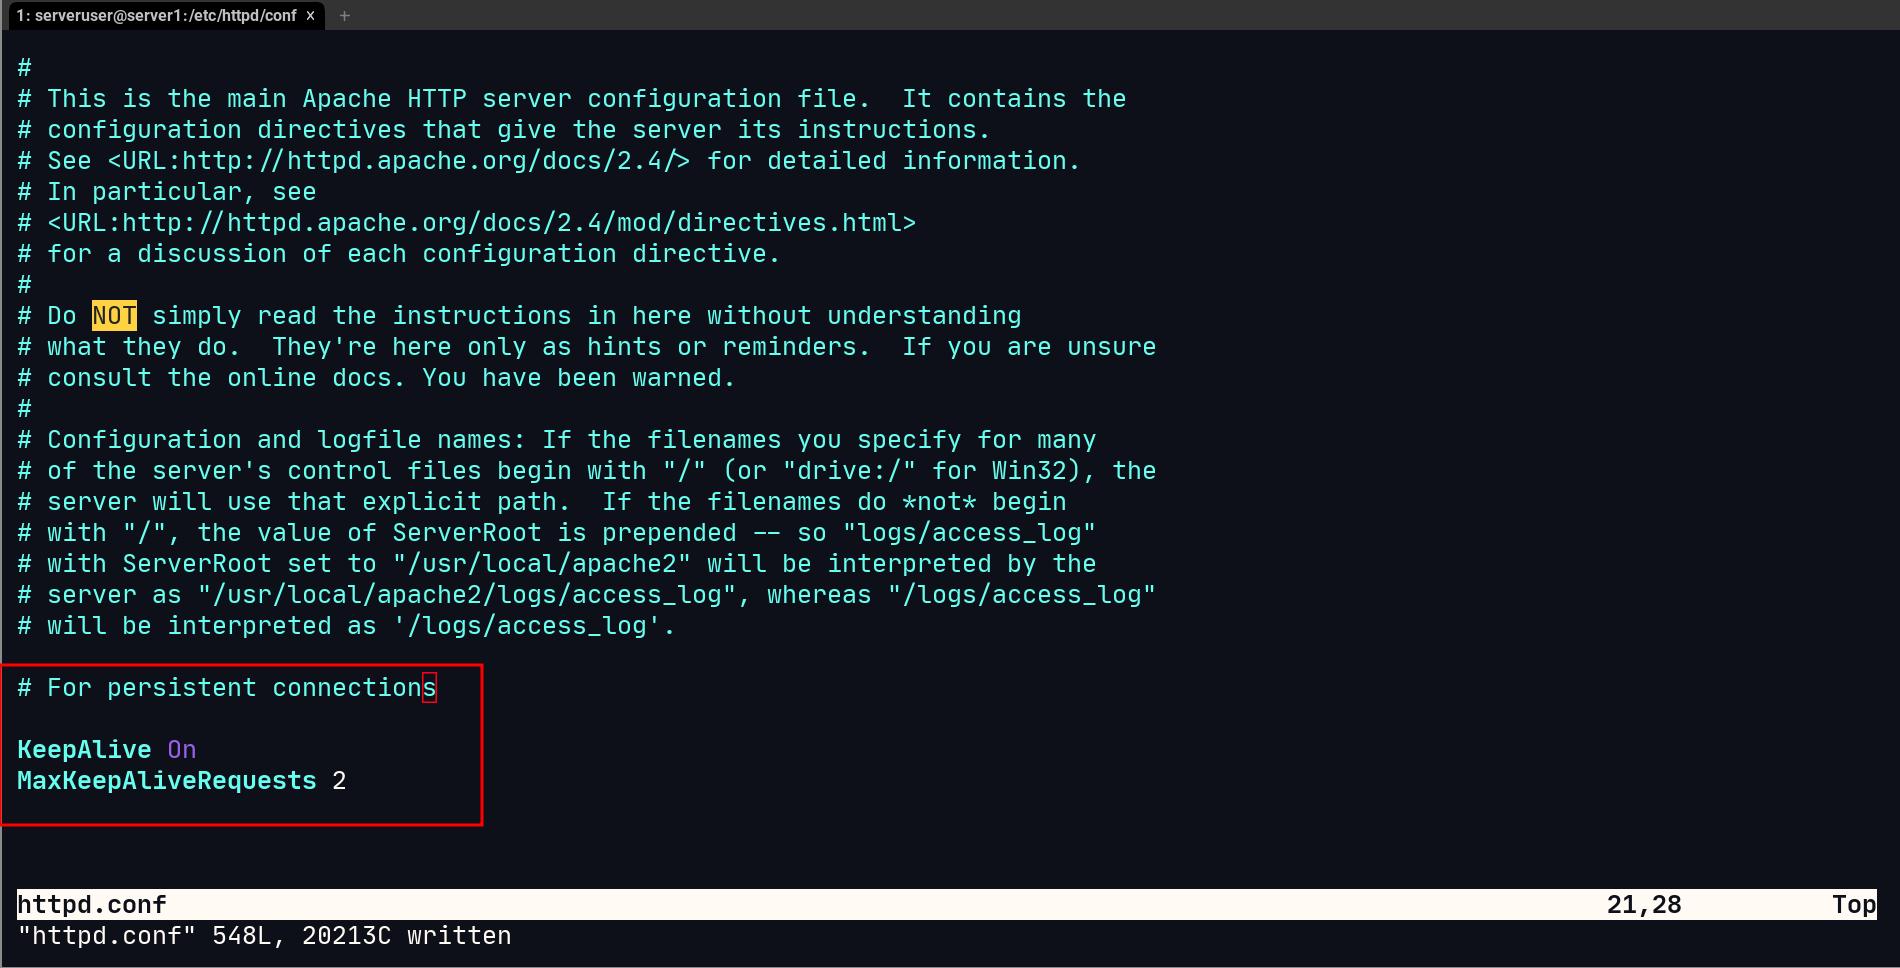 1: serveruser@server1:/etc/httpd/conf × +
#
# This is the main Apache HTTP server configuration file.  It contains the
# configuration directives that give the server its instructions.
# See <URL:http://httpd.apache.org/docs/2.4/> for detailed information.
# In particular, see
# <URL:http://httpd.apache.org/docs/2.4/mod/directives.html>
# for a discussion of each configuration directive.
#
# Do NOT simply read the instructions in here without understanding
# what they do.  They're here only as hints or reminders.  If you are unsure
# consult the online docs. You have been warned.
#
# Configuration and logfile names: If the filenames you specify for many
# of the server's control files begin with "/" (or "drive:/" for Win32), the
# server will use that explicit path.  If the filenames do *not* begin
# with "/", the value of ServerRoot is prepended -- so "logs/access_log"
# with ServerRoot set to "/usr/local/apache2" will be interpreted by the
# server as "/usr/local/apache2/logs/access_log", whereas "/logs/access_log"
# will be interpreted as '/logs/access_log'.
# For persistent connections
KeepAlive On
MaxKeepAliveRequests 2
httpd.conf 21,28 Top
"httpd.conf" 548L, 20213C written